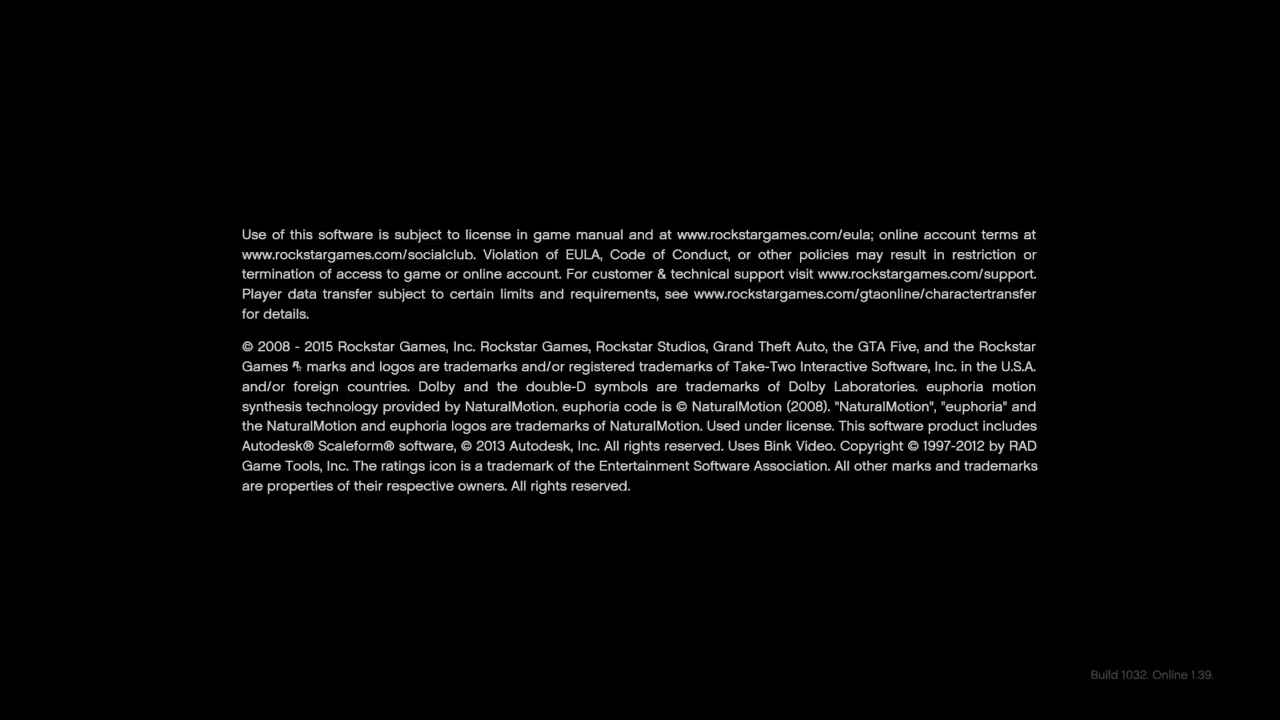 Use of this software is subject to license in game manual and at www.rockstargames.com/eula; online account terms at
www.rockstargames.com/socialclub. Violation of EULA, Code of Conduct, or other policies may result in restriction or
termination of access to game or online account. For customer & technical support visit www.rockstargames.com/support.
Player data transfer subject to certain limits and requirements, see www.rockstargames.com/gtaonline/charactertransfer
for details.
© 2008 - 2015 Rockstar Games, Inc. Rockstar Games, Rockstar Studios, Grand Theft Auto, the GTA Five, and the Rockstar
Games R* marks and logos are trademarks and/or registered trademarks of Take-Two Interactive Software, Inc. in the U.S.A.
and/or foreign countries. Dolby and the double-D symbols are trademarks of Dolby Laboratories. euphoria motion
synthesis technology provided by NaturalMotion. euphoria code is © NaturalMotion (2008). "NaturalMotion", "euphoria" and
the NaturalMotion and euphoria logos are trademarks of NaturalMotion. Used under license. This software product includes
Autodesk® Scaleform® software, © 2013 Autodesk, Inc. All rights reserved. Uses Bink Video. Copyright © 1997-2012 by RAD
Game Tools, Inc. The ratings icon is a trademark of the Entertainment Software Association. All other marks and trademarks
are properties of their respective owners. All rights reserved.
Build 1032. Online 1.39.